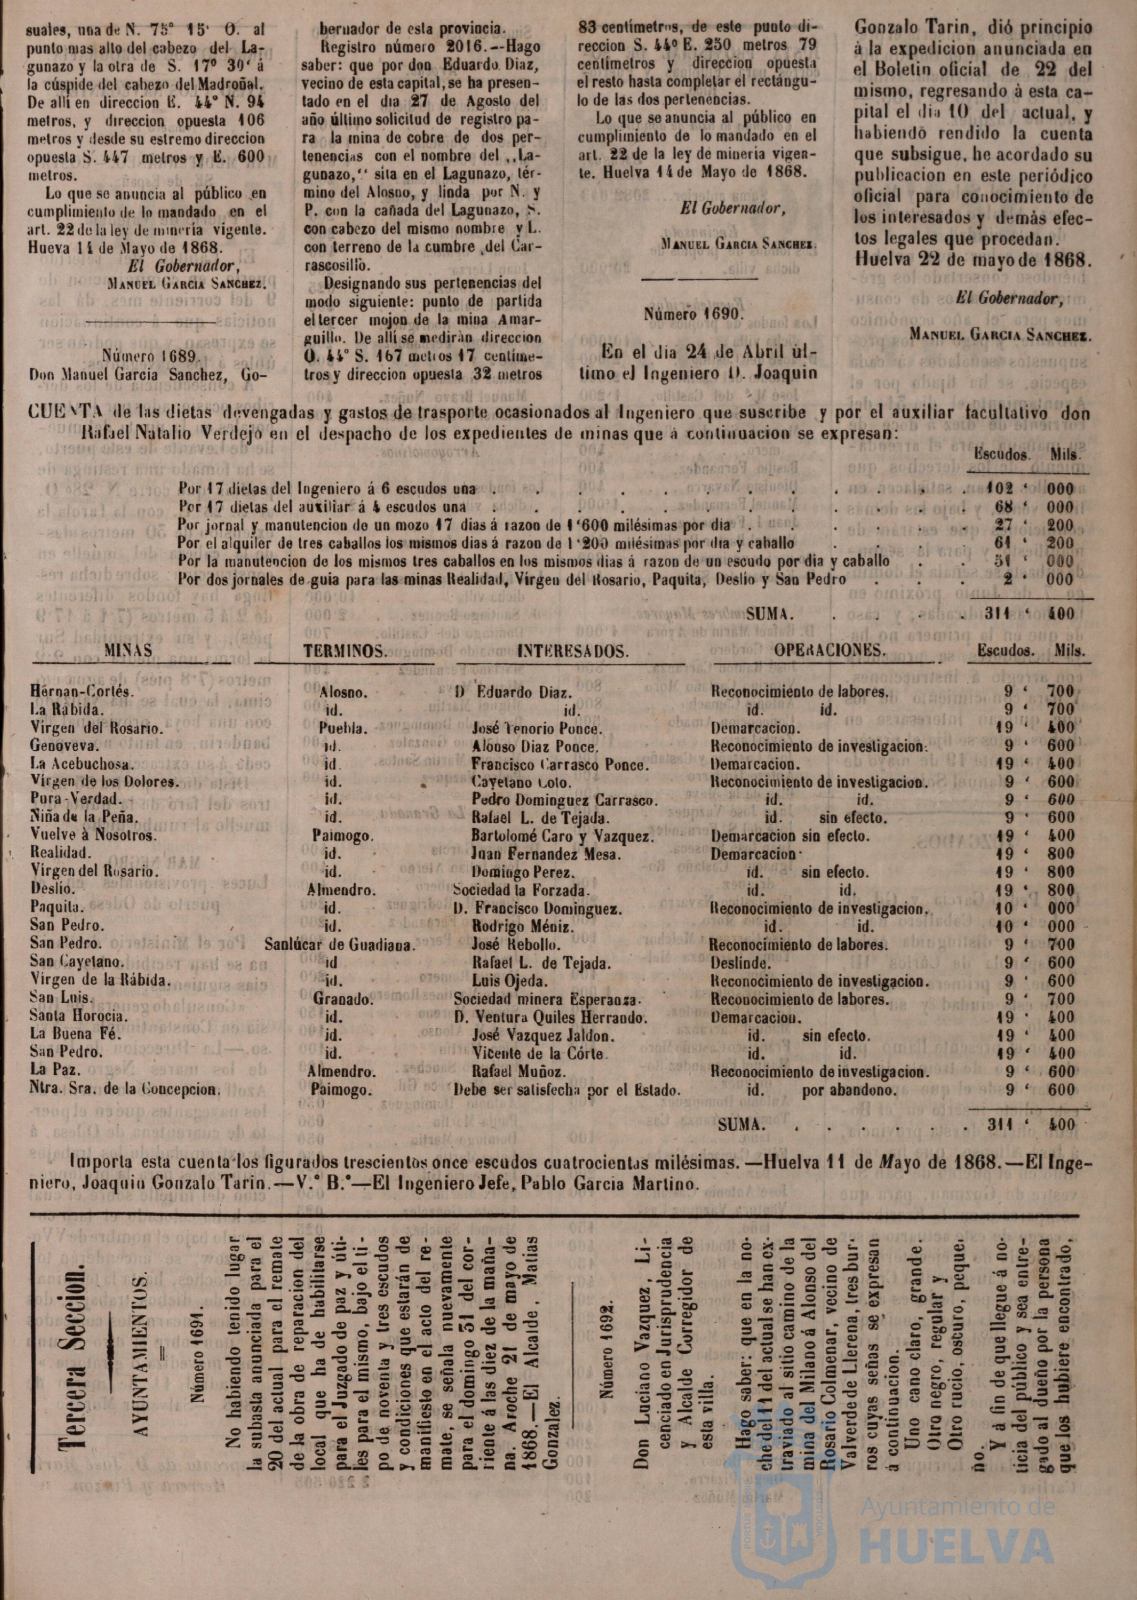 suales, una de N. 75° 15' O. al
punto mas alto del cabezo del La-
gunazo y la otra de S. 17° 30' á
la cúspide del cabezo del Madroñal.
De allí en direccion E. 44° N. 94
metros, y direccion opuesta 106
metros y desde su estremo direccion
opuesta S. 447 metros y E. 600
metros.
Lo que se anuncia al público en
cumplimiento de lo mandado en el
art. 22 de la ley de minería vigente.
Hueva 14 de Mayo de 1868.
El Gobernador,
MANUEL GARCIA SANCHEZ.
Número 1689.
Don Manuel Garcia Sanchez, Go-
bernador de esta provincia.
Registro número 2016.--Hago
saber: que por don Eduardo Diaz,
vecino de esta capital, se ha presen-
tado en el dia 27 de Agosto del
año último solicitud de registro pa-
ra la mina de cobre de dos per-
tenencias con el nombre del ,,La-
gunazo,‘‘ sita en el Lagunazo, tér-
mino del Alosno, y linda por N. y
P. con la cañada del Lagunazo, S.
con cabezo del mismo nombre y L.
con terreno de la cumbre del Car-
rascosillo.
Designando sus pertenencias del
modo siguiente: punto de partida
el tercer mojon de la mina Amar-
guillo. De allí se medirán direccion
O. 44° S. 167 metros 17 centíme-
tros y direccion opuesta 32 metros
83 centímetros, de este punto di-
reccion S. 44° E. 250 metros 79
centímetros y direccion opuesta
el resto hasta completar el rectángu-
lo de las dos pertenencias.
Lo que se anuncia al público en
cumplimiento de lo mandado en el
art. 22 de la ley de minería vigen-
te. Huelva 14 de Mayo de 1868.
El Gobernador,
MANUEL GARCIA SANCHEZ.
Número 1690.
En el dia 24 de Abril úl-
timo el Ingeniero D. Joaquin
Gonzalo Tarin, dió principio
á la expedicion anunciada en
el Boletin oficial de 22 del
mismo, regresando á esta ca-
pital el dia 10 del actual, y
habiendo rendido la cuenta
que subsigue, he acordado su
publicacion en este periódico
oficial para conocimiento de
los interesados y demás efec-
tos legales que procedan.
Huelva 22 de mayo de 1868.
El Gobernador,
MANUEL GARCIA SANCHEZ.
CUENTA de las dietas devengadas y gastos de trasporte ocasionados al Ingeniero que suscribe y por el auxiliar facultativo don
Rafael Natalio Verdejo en el despacho de los expedientes de minas que á continuacion se expresan:
Escudos. Mils.
Por 17 dietas del Ingeniero á 6 escudos una . . . . . . . . 102 ‘ 000
Por 17 dietas del auxiliar á 4 escudos una . . . . . . . . 68 ‘ 000
Por jornal y manutencion de un mozo 17 dias á razon de 1‘600 milésimas por dia . . . . 27 ‘ 200
Por el alquiler de tres caballos los mismos dias á razon de 1‘200 milésimas por dia y caballo . . . 61 ‘ 200
Por la manutencion de los mismos tres caballos en los mismos dias á razon de un escudo por dia y caballo . . 51 ‘ 000
Por dos jornales de guia para las minas Realidad, Vírgen del Rosario, Paquita, Deslio y San Pedro . . . 2 ‘ 000
SUMA. . . . . . 311 ‘ 400
MINAS TERMINOS. INTERESADOS. OPERACIONES. Escudos. Mils.
Hernan-Cortés. Alosno. D Eduardo Diaz. Reconocimiento de labores. 9 ‘ 700
La Rábida. id. id. id. id. 9 ‘ 700
Virgen del Rosario. Puebla. José Tenorio Ponce. Demarcacion. 19 ‘ 400
Genoveva. id. Alonso Diaz Ponce. Reconocimiento de investigacion. 9 ‘ 600
La Acebuchosa. id. Francisco Carrasco Ponce. Demarcacion. 19 ‘ 400
Vírgen de los Dolores. id. Cayetano Loto. Reconocimiento de investigacion. 9 ‘ 600
Pura-Verdad. id. Pedro Dominguez Carrasco. id. id. 9 ‘ 600
Niña de la Peña. id. Rafael L. de Tejada. id. sin efecto. 9 ‘ 600
Vuelve á Nosotros. Paimogo. Bartolomé Caro y Vazquez. Demarcacion sin efecto. 19 ‘ 400
Realidad. id. Juan Fernandez Mesa. Demarcacion 19 ‘ 800
Vírgen del Rosario. id. Domingo Perez. id. sin efecto. 19 ‘ 800
Deslio. Almendro. Sociedad la Forzada. id. id. 19 ‘ 800
Paquita. id. D. Francisco Dominguez. Reconocimiento de investigacion. 10 ‘ 000
San Pedro. id. Rodrigo Méniz. id. id. 10 ‘ 000
San Pedro. Sanlúcar de Guadiana. José Rebollo. Reconocimiento de labores. 9 ‘ 700
San Cayetano. id Rafael L. de Tejada. Deslinde. 9 ‘ 600
Vírgen de la Rábida. id. Luis Ojeda. Reconocimiento de investigacion. 9 ‘ 600
San Luis. Granado. Sociedad minera Esperanza. Reconocimiento de labores. 9 ‘ 700
Santa Horocia. id. D. Ventura Quiles Herrando. Demarcacion. 19 ‘ 400
La Buena Fé. id. José Vazquez Jaldon. id. sin efecto. 19 ‘ 400
San Pedro. id. Vicente de la Córte. id. id. 19 ‘ 400
La Paz. Almendro. Rafael Muñoz. Reconocimiento de investigacion. 9 ‘ 600
Ntra. Sra. de la Concepcion. Paimogo. Debe ser satisfecha por el Estado. id. por abandono. 9 ‘ 600
SUMA. . . . . . . 311 ‘ 400
Importa esta cuenta los figurados trescientos once escudos cuatrocientas milésimas.—Huelva 11 de Mayo de 1868.—El Inge-
niero, Joaquin Gonzalo Tarin.—V.° B.°—El Ingeniero Jefe, Pablo Garcia Martino.
Tercera Seccion.
AYUNTAMIENTOS.
Número 1691.
No habiendo tenido lugar
la subasta anunciada para el
20 del actual para el remate
de la obra de reparacion del
local que ha de habilitarse
para el Juzgado de paz y úti-
les para el mismo, bajo el ti-
po de noventa y tres escudos
y condiciones que estarán de
manifiesto en el acto del re-
mate, se señala nuevamente
para el domingo 31 del cor-
riente á las diez de la maña-
na. Aroche 21 de mayo de
1868.—El Alcalde, Matias
Gonzalez.
Número 1692.
Don Luciano Vazquez, Li-
cenciado en Jurisprudencia
y Alcalde Corregidor de
esta villa.
Hago saber: que en la no-
che del 11 del actual se han ex-
traviado al sitio camino de la
mina del Milano á Alonso del
Rosario Colmenar, vecino de
Valverde de Llerena, tres bur-
ros cuyas señas se expresan
á continuacion.
Uno cano claro, grande.
Otro negro, regular y
Otro rucio, oscuro, peque-
ño.
Y á fin de que llegue á no-
ticia del público y sea entre-
gado al dueño por la persona
que los hubiere encontrado,
Ayuntamiento de
HUELVA